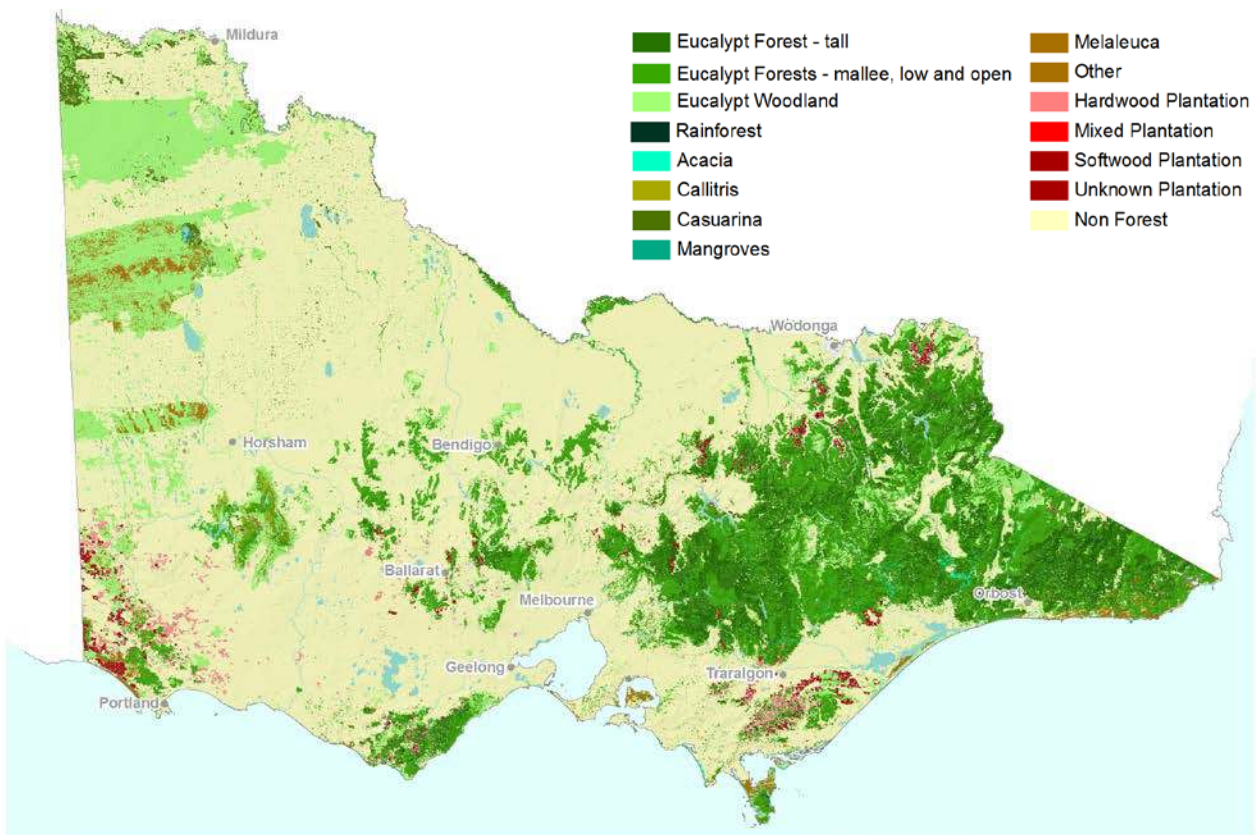 Mildura
Eucalypt Forest - tall
Eucalypt Forests - mallee, low and open
Eucalypt Woodland
Rainforest
Acacia
Callitris
Casuarina
Mangroves
Melaleuca
Other
Hardwood Plantation
Mixed Plantation
Softwood Plantation
Unknown Plantation
Non Forest
Wodonga
Horsham
Bendigo
Ballarat
Melbourne
Orbost
Geelong
Traralgon
Portland